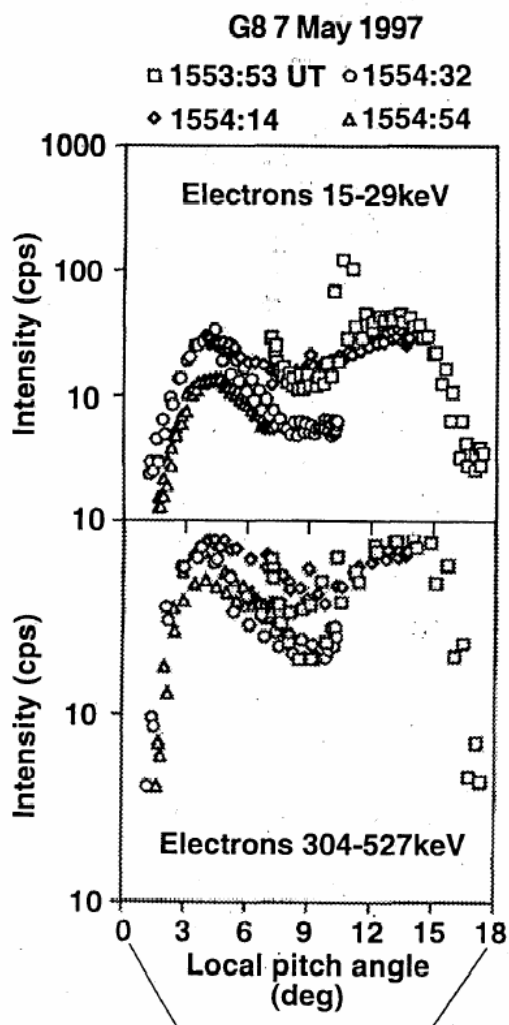 G8 7 May 1997
□ 1553:53 UT ○ 1554:32
◇ 1554:14 △ 1554:54
1000
Electrons 15-29keV
100
Intensity (cps)
10
10
Intensity (cps)
10
Electrons 304-527keV
10
0 3 6 9 12 15 18
Local pitch angle
(deg)